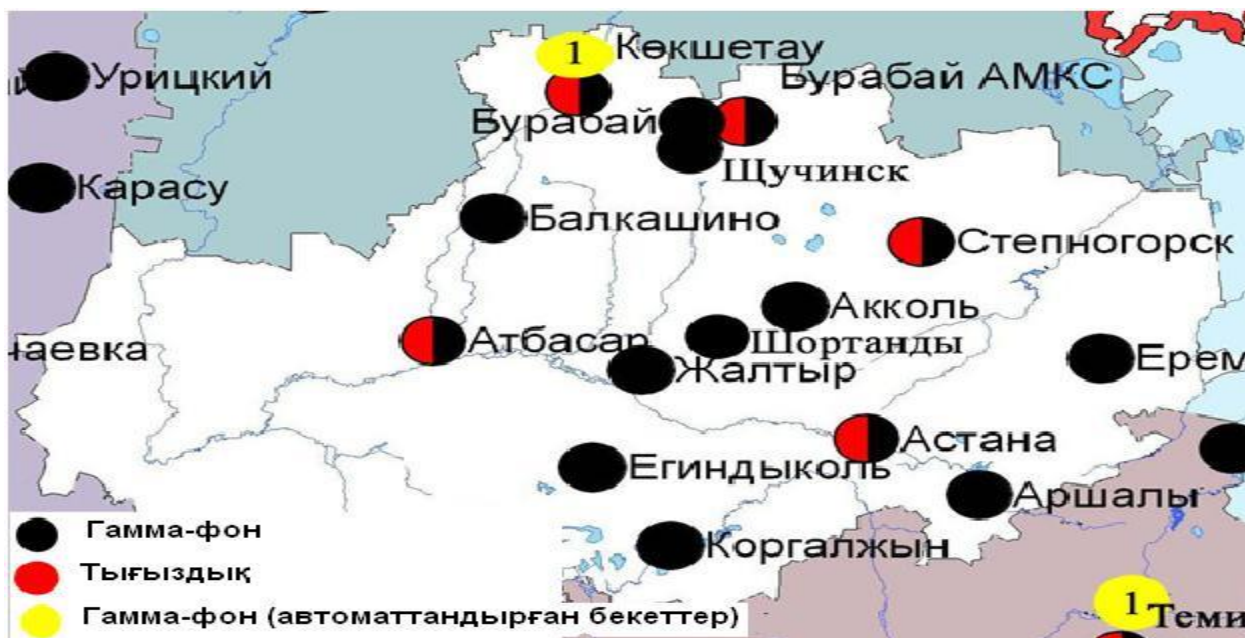 1 Көкшетау
Урицкий
Бурабай АМКС
Бурабай
Щучинск
Карасу
Балкашино
Степногорск
Акколь
Атбасар
Шортанды
чаевка
Жалтыр
Ерем
Астана
Егиндыколь
Аршалы
Коргалжын
Гамма-фон
Тығыздық
Гамма-фон (автоматтандырған бекеттер)
1 Теми